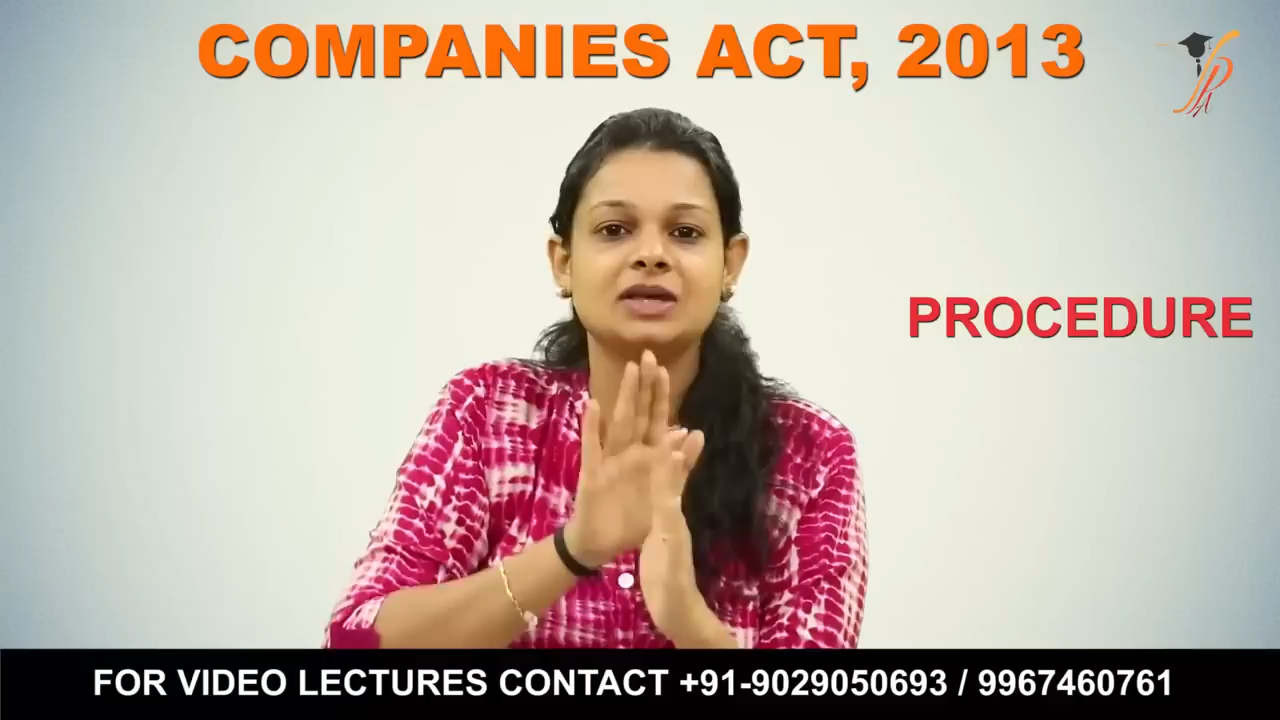 COMPANIES ACT, 2013
PROCEDURE
FOR VIDEO LECTURES CONTACT +91-9029050693 / 9967460761